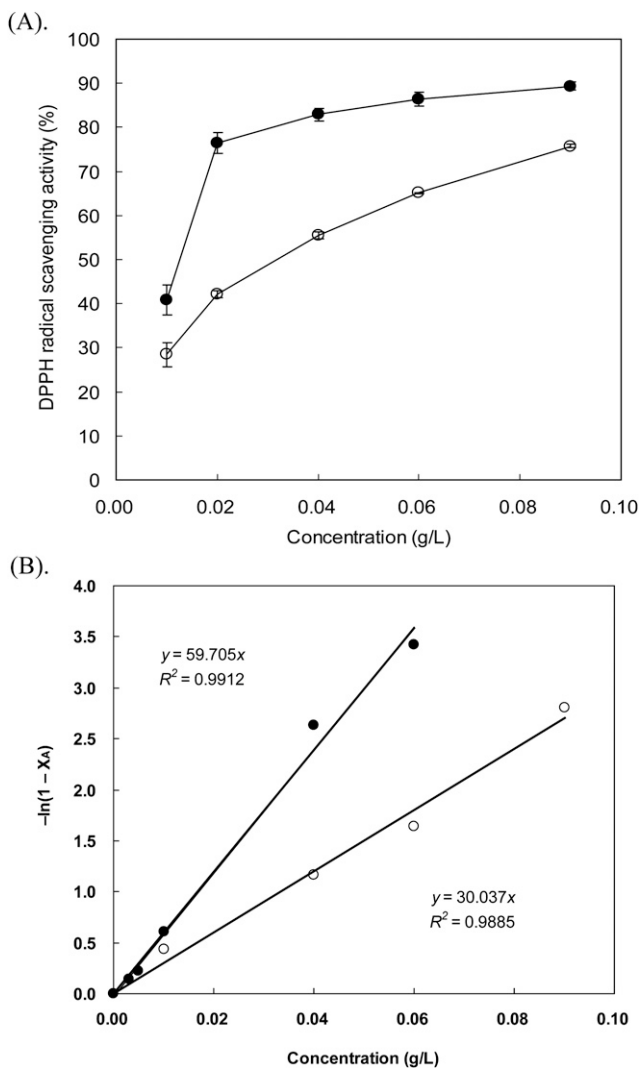 (A).
100
90
80
70
60
50
40
30
20
10
0
DPPH radical scavenging activity (%)
0.00 0.02 0.04 0.06 0.08 0.10
Concentration (g/L)
(B).
4.0
3.5
3.0
2.5
2.0
1.5
1.0
0.5
0.0
–ln(1 – XA)
y = 59.705x
R² = 0.9912
y = 30.037x
R² = 0.9885
0.00 0.02 0.04 0.06 0.08 0.10
Concentration (g/L)